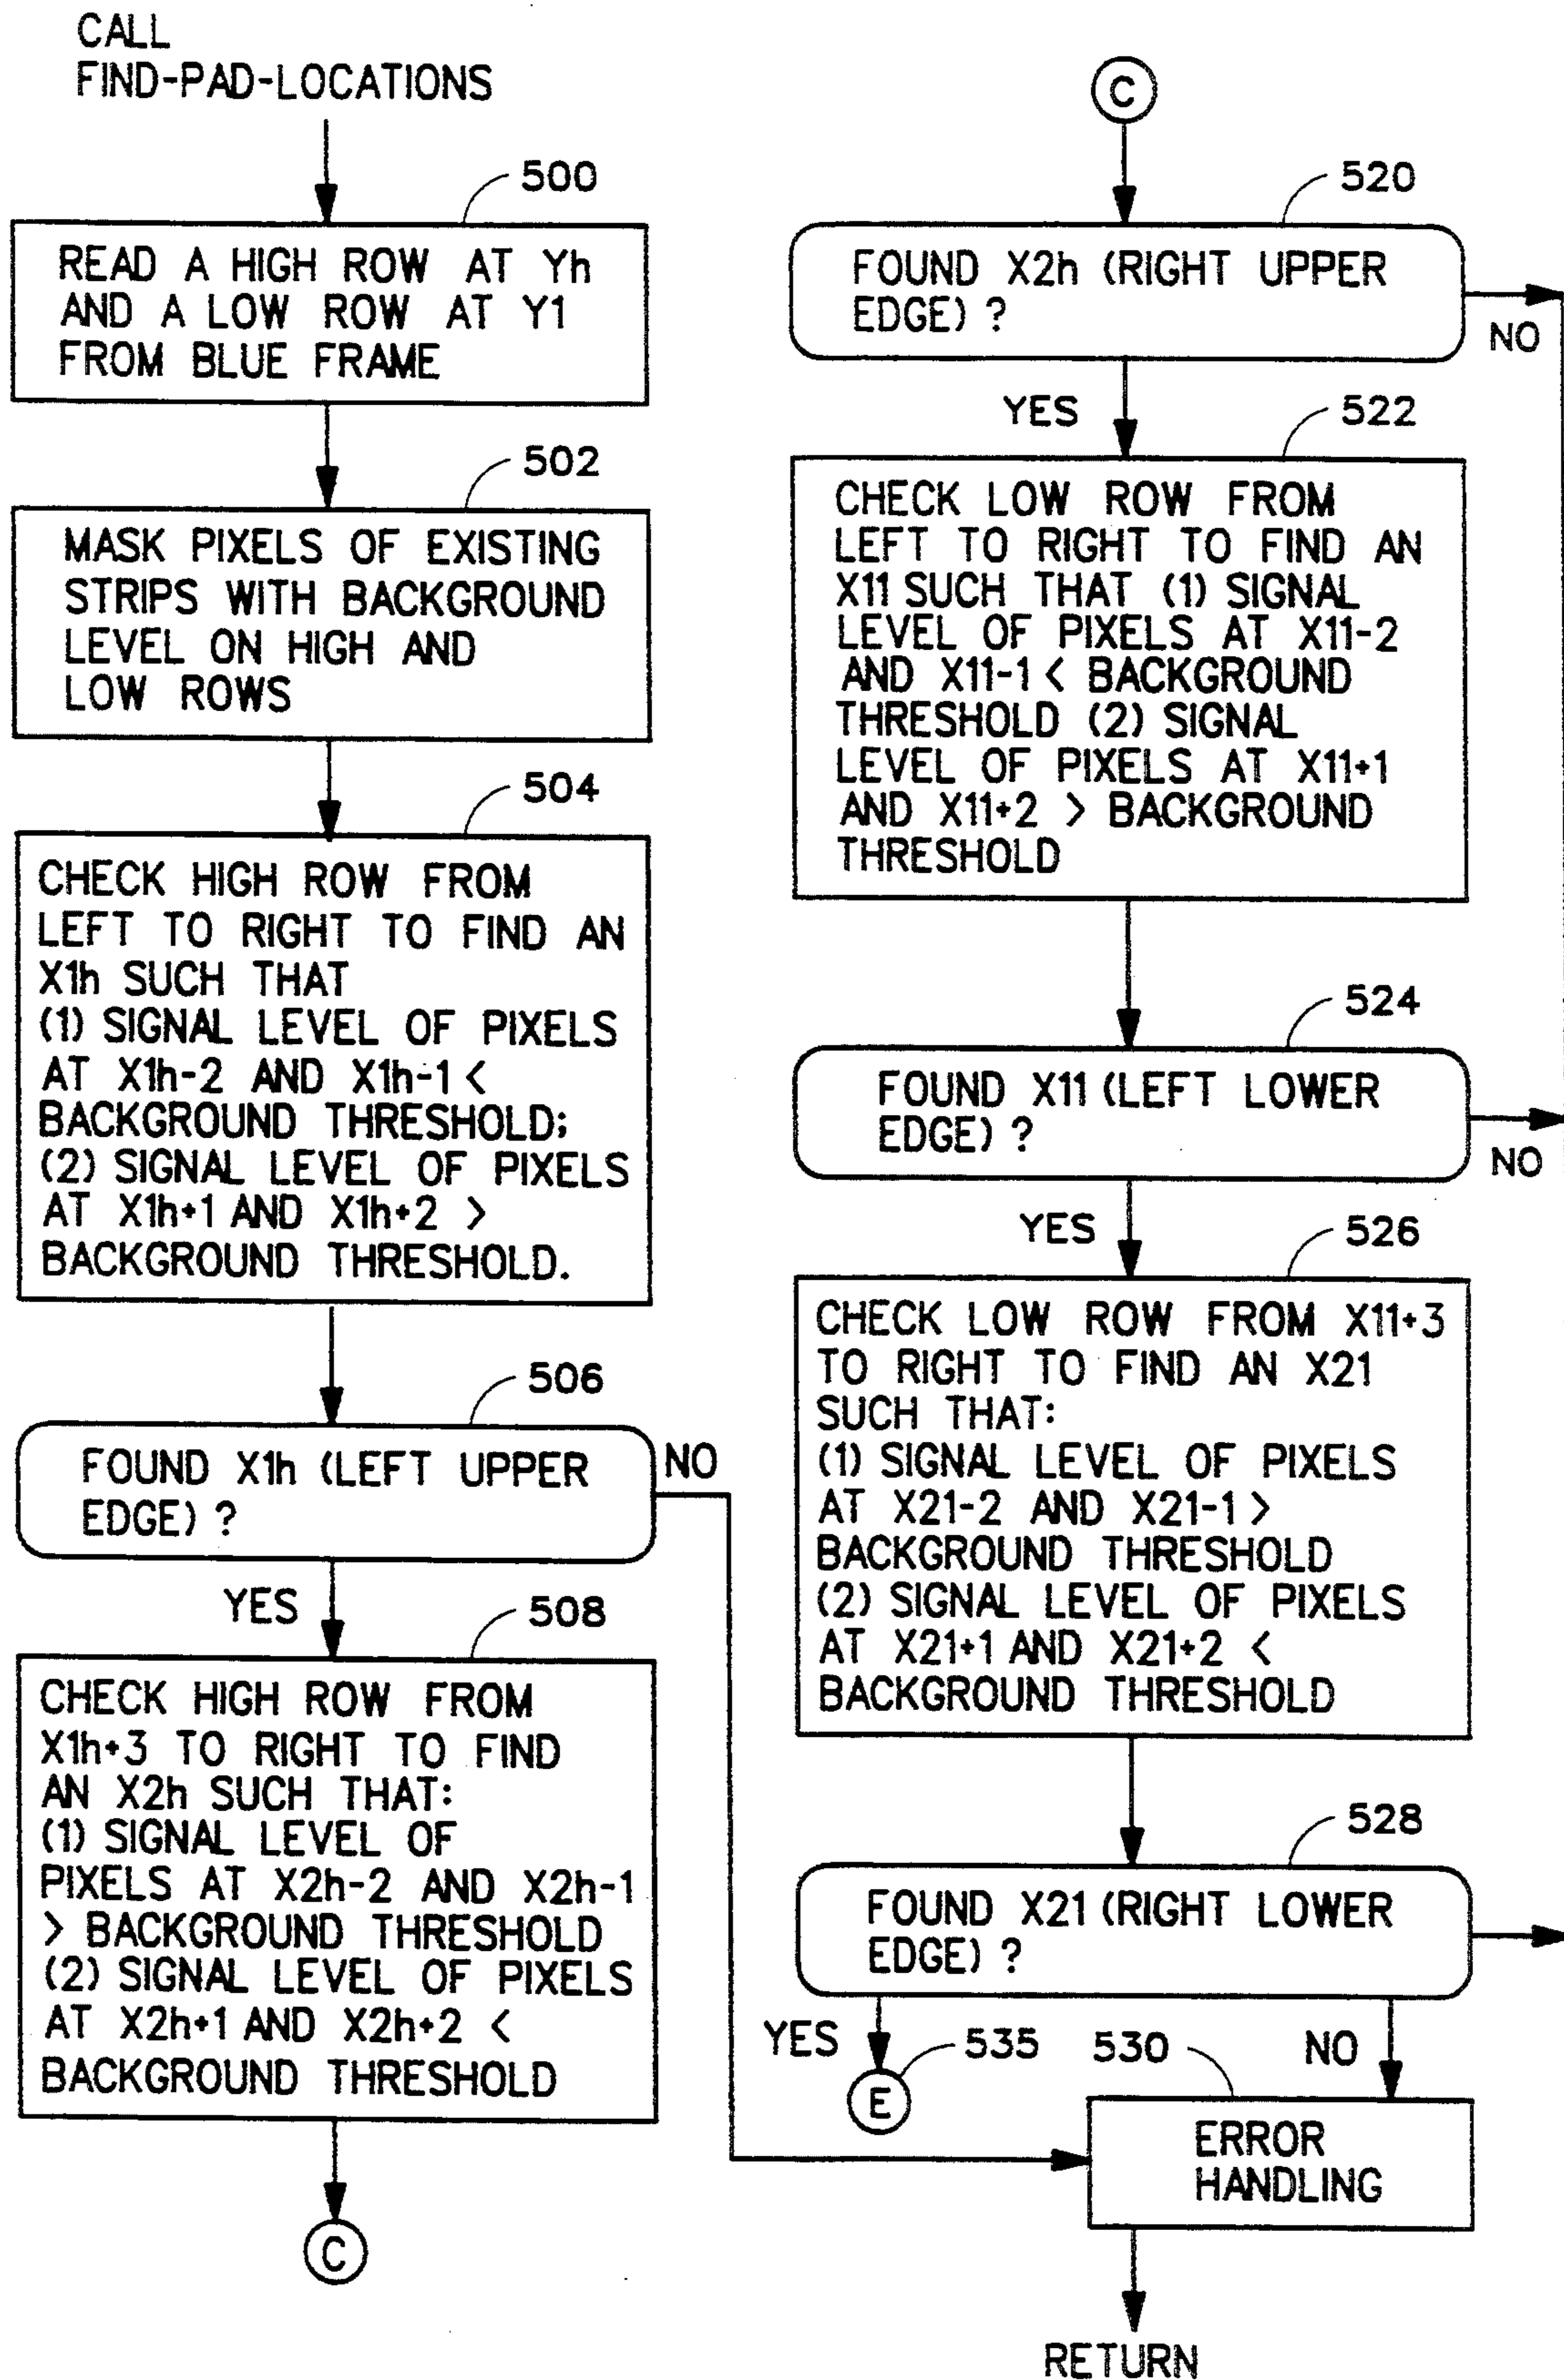 CALL
FIND-PAD-LOCATIONS
500
READ A HIGH ROW AT Yh
AND A LOW ROW AT Y1
FROM BLUE FRAME
502
MASK PIXELS OF EXISTING
STRIPS WITH BACKGROUND
LEVEL ON HIGH AND
LOW ROWS
504
CHECK HIGH ROW FROM
LEFT TO RIGHT TO FIND AN
X1h SUCH THAT
(1) SIGNAL LEVEL OF PIXELS
AT X1h-2 AND X1h-1 <
BACKGROUND THRESHOLD;
(2) SIGNAL LEVEL OF PIXELS
AT X1h+1 AND X1h+2 >
BACKGROUND THRESHOLD.
506
FOUND X1h (LEFT UPPER
EDGE) ?
NO
YES
508
CHECK HIGH ROW FROM
X1h+3 TO RIGHT TO FIND
AN X2h SUCH THAT:
(1) SIGNAL LEVEL OF
PIXELS AT X2h-2 AND X2h-1
> BACKGROUND THRESHOLD
(2) SIGNAL LEVEL OF PIXELS
AT X2h+1 AND X2h+2 <
BACKGROUND THRESHOLD
C
C
520
FOUND X2h (RIGHT UPPER
EDGE) ?
NO
YES
522
CHECK LOW ROW FROM
LEFT TO RIGHT TO FIND AN
X11 SUCH THAT (1) SIGNAL
LEVEL OF PIXELS AT X11-2
AND X11-1 < BACKGROUND
THRESHOLD (2) SIGNAL
LEVEL OF PIXELS AT X11+1
AND X11+2 > BACKGROUND
THRESHOLD
524
FOUND X11 (LEFT LOWER
EDGE) ?
NO
YES
526
CHECK LOW ROW FROM X11+3
TO RIGHT TO FIND AN X21
SUCH THAT:
(1) SIGNAL LEVEL OF PIXELS
AT X21-2 AND X21-1 >
BACKGROUND THRESHOLD
(2) SIGNAL LEVEL OF PIXELS
AT X21+1 AND X21+2 <
BACKGROUND THRESHOLD
528
FOUND X21 (RIGHT LOWER
EDGE) ?
YES
E
535
530
NO
ERROR
HANDLING
RETURN